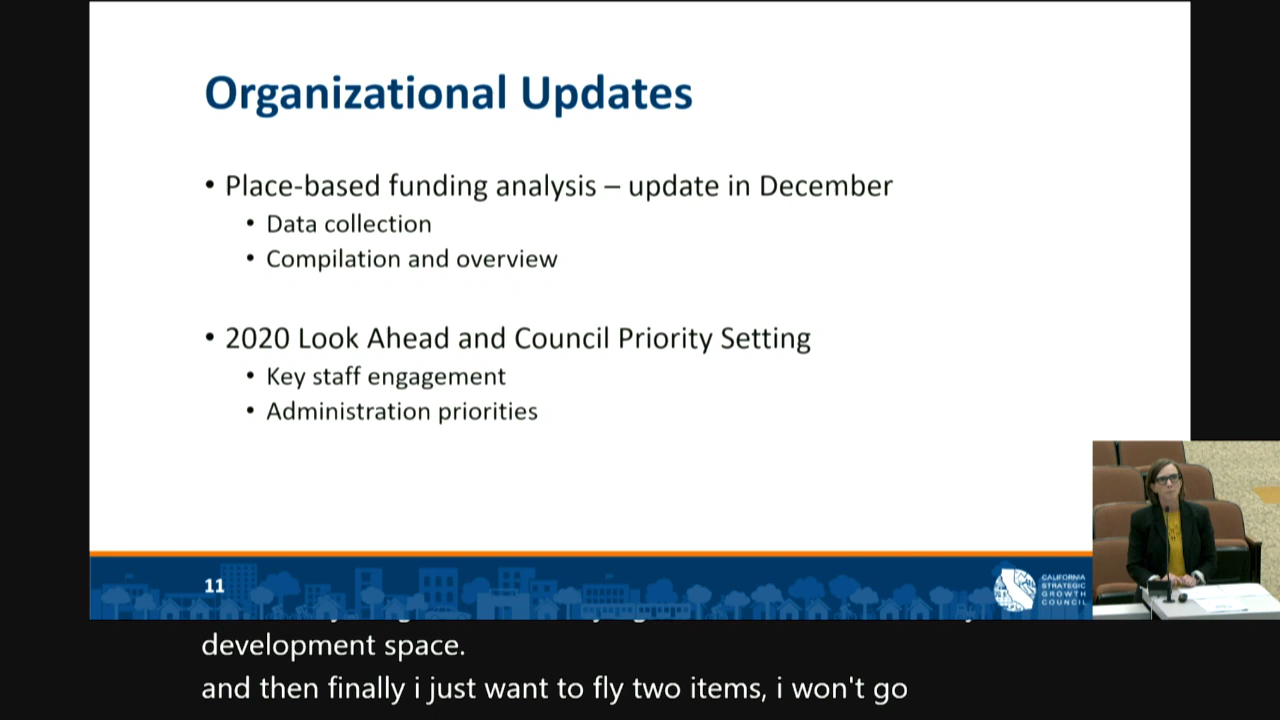 Organizational Updates
• Place-based funding analysis – update in December
• Data collection
• Compilation and overview
• 2020 Look Ahead and Council Priority Setting
• Key staff engagement
• Administration priorities
11
CALIFORNIA
STRATEGIC
GROWTH
COUNCIL
development space.
and then finally i just want to fly two items, i won't go